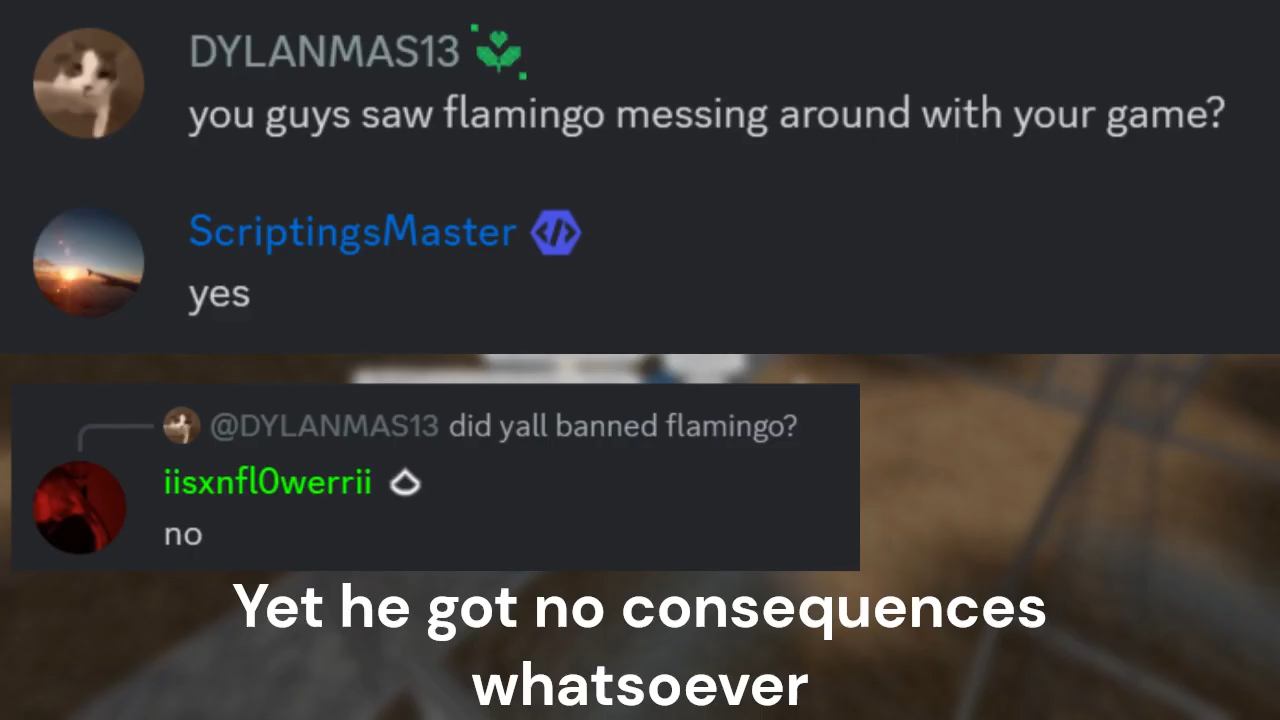 DYLANMAS13
you guys saw flamingo messing around with your game?
ScriptingsMaster
yes
@DYLANMAS13 did yall banned flamingo?
iisxnfl0werrii
no
Yet he got no consequences
whatsoever